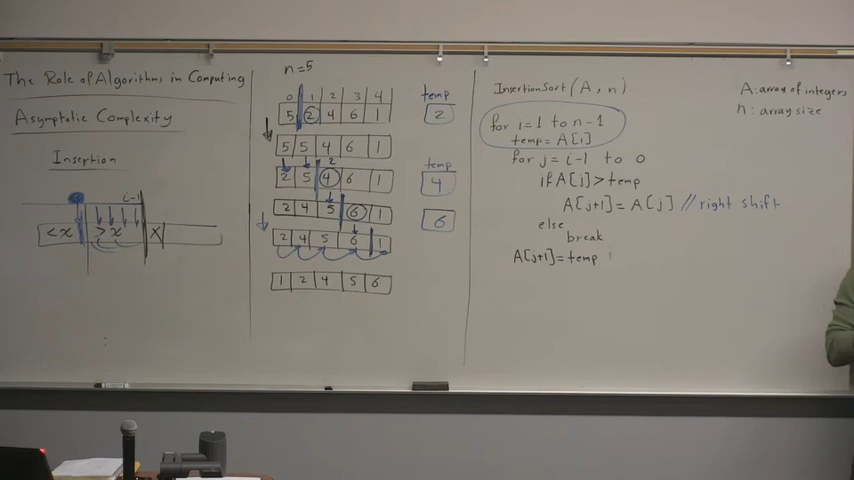 The Role of Algorithms in Computing
Asymptotic Complexity
Insertion
i-1
<x >x X
n=5
0 1 2 3 4
5 2 4 6 1
5 5 4 6 1
2
2 5 4 6 1
2 4 5 6 1
2 4 5 6 1
1 2 4 5 6
temp
2
temp
4
6
InsertionSort (A, n)
for i=1 to n-1
temp= A[i]
for j= i-1 to 0
if A[j] > temp
A[j+1] = A[j] //right shift
else
break
A[j+1]=temp
A: array of integers
n: array size